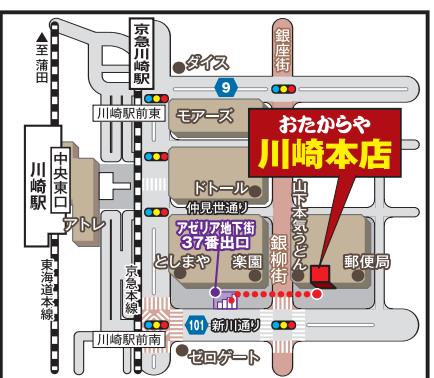 ▲至 蒲田
京急川崎駅
ダイス
銀座街
9
川崎駅前東
モアーズ
おたからや
川崎本店
川崎駅
中央東口
アトレ
ドトール
仲見世通り
山下本気うどん
アゼリア地下街
37番出口
銀柳街
としまや
楽園
郵便局
東海道本線
京急本線
101
新川通り
川崎駅前南
ゼロゲート